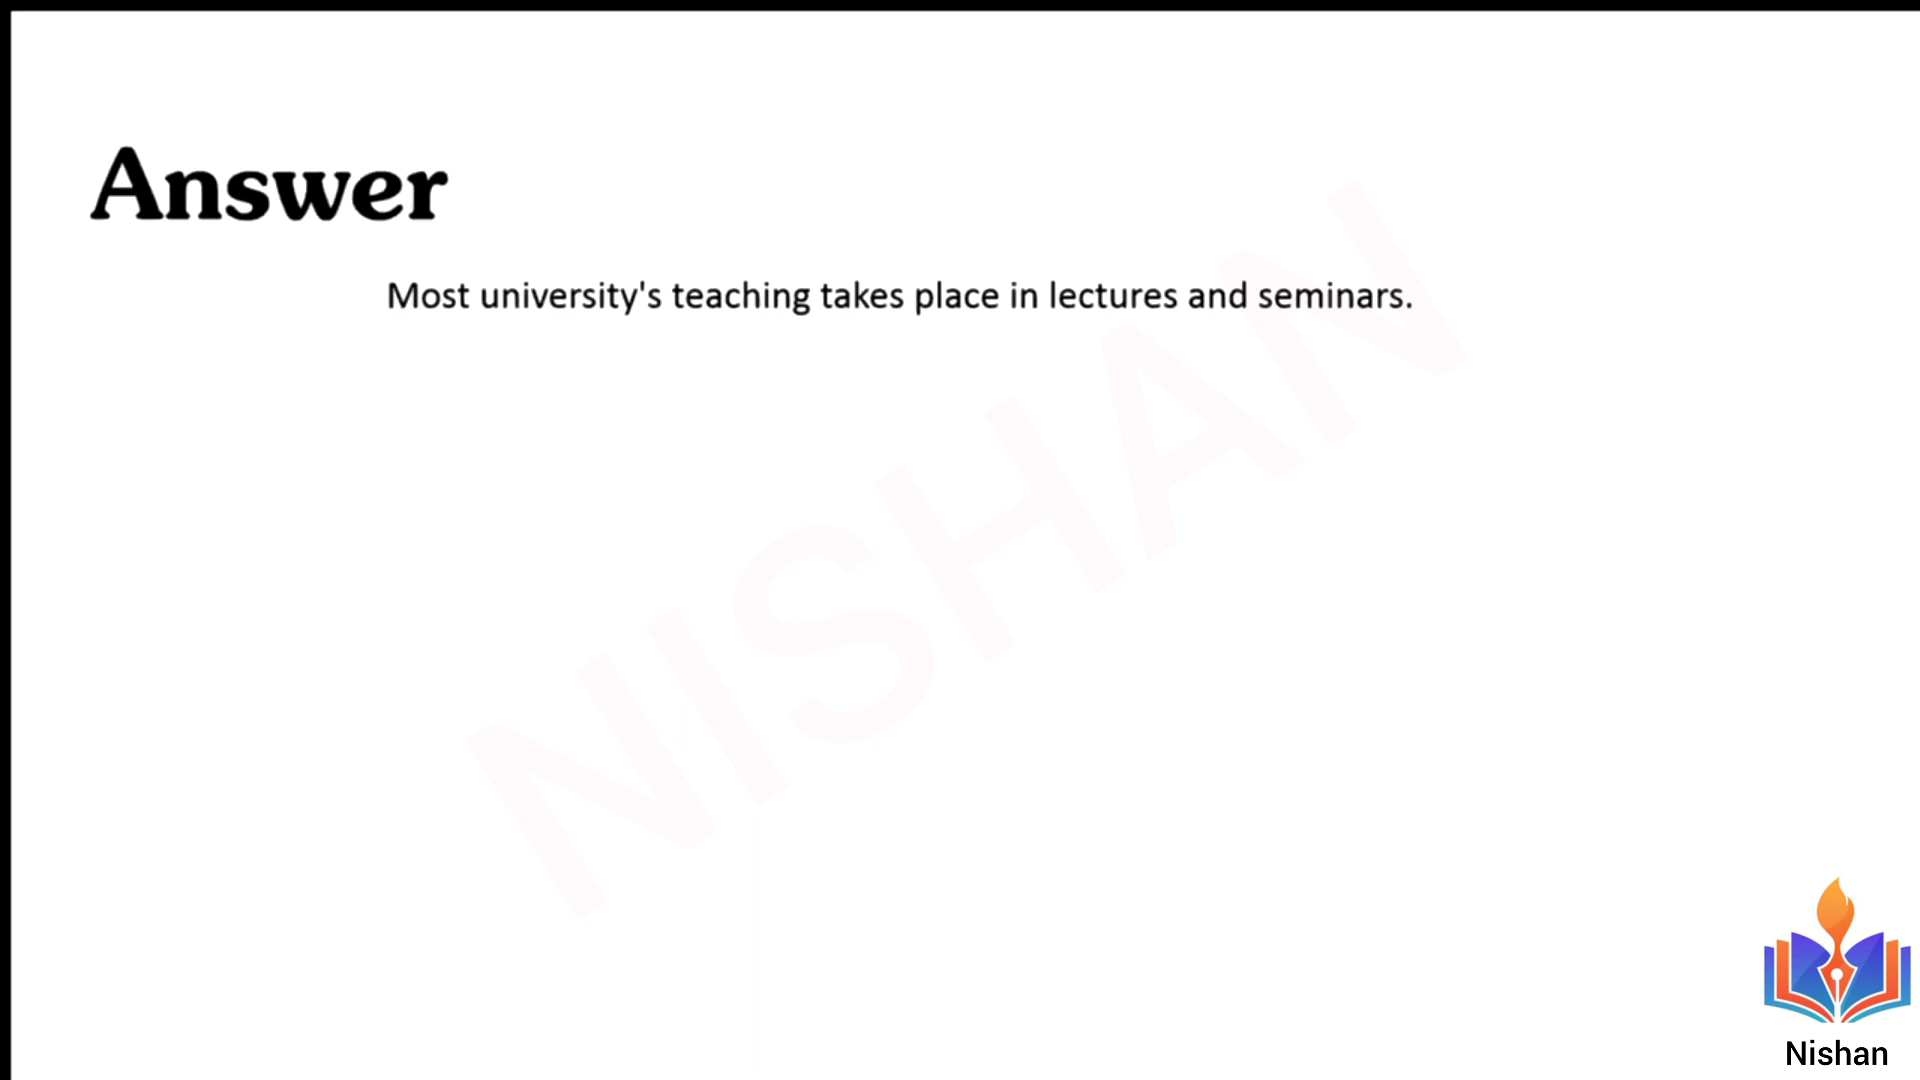 Answer
Most university's teaching takes place in lectures and seminars.
NISHAN
Nishan